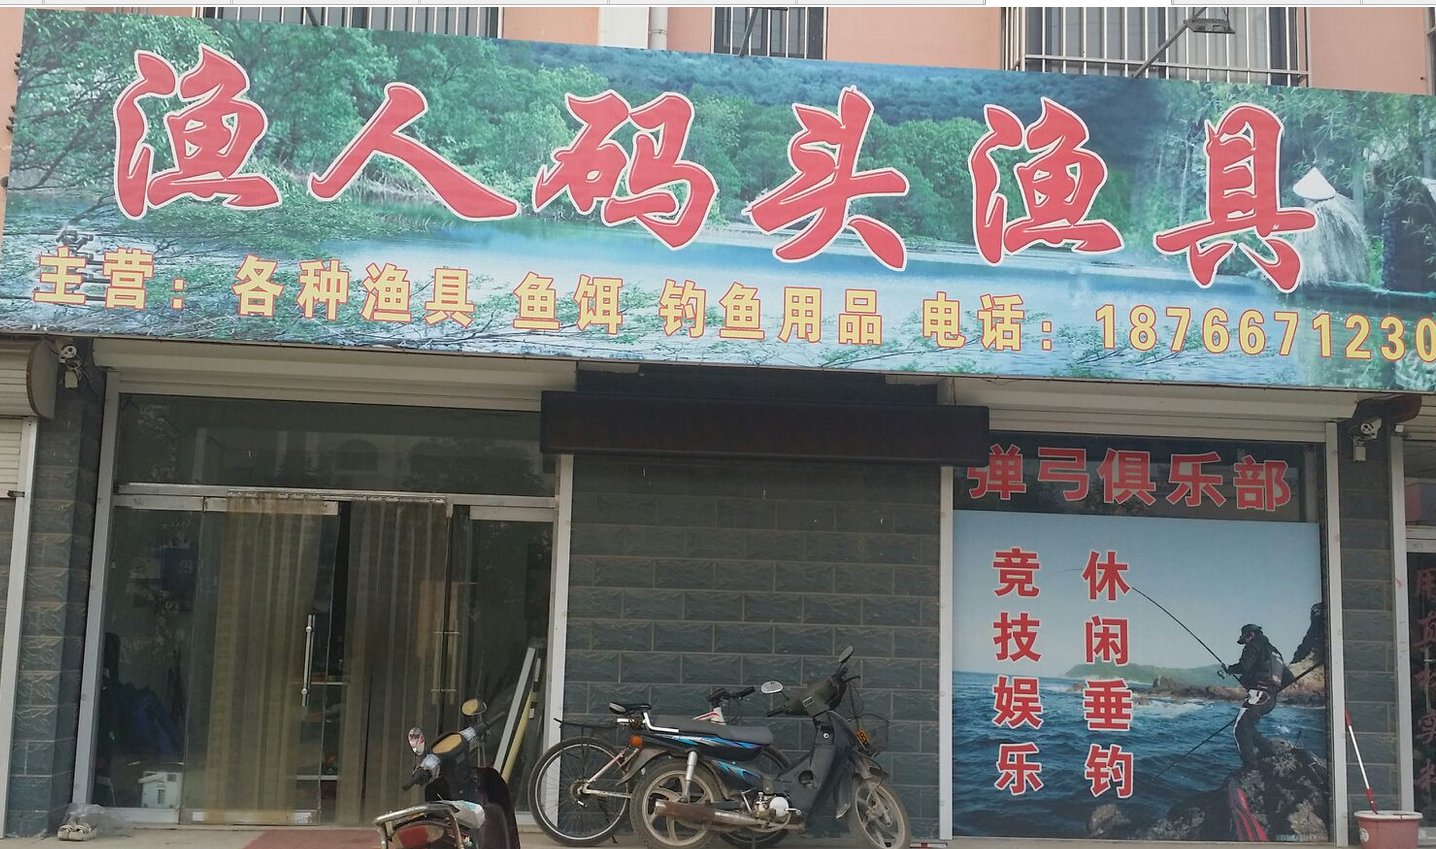 渔人码头渔具
主营：各种渔具 鱼饵 钓鱼用品 电话：1876671230
弹弓俱乐部
休闲垂钓
竞技娱乐